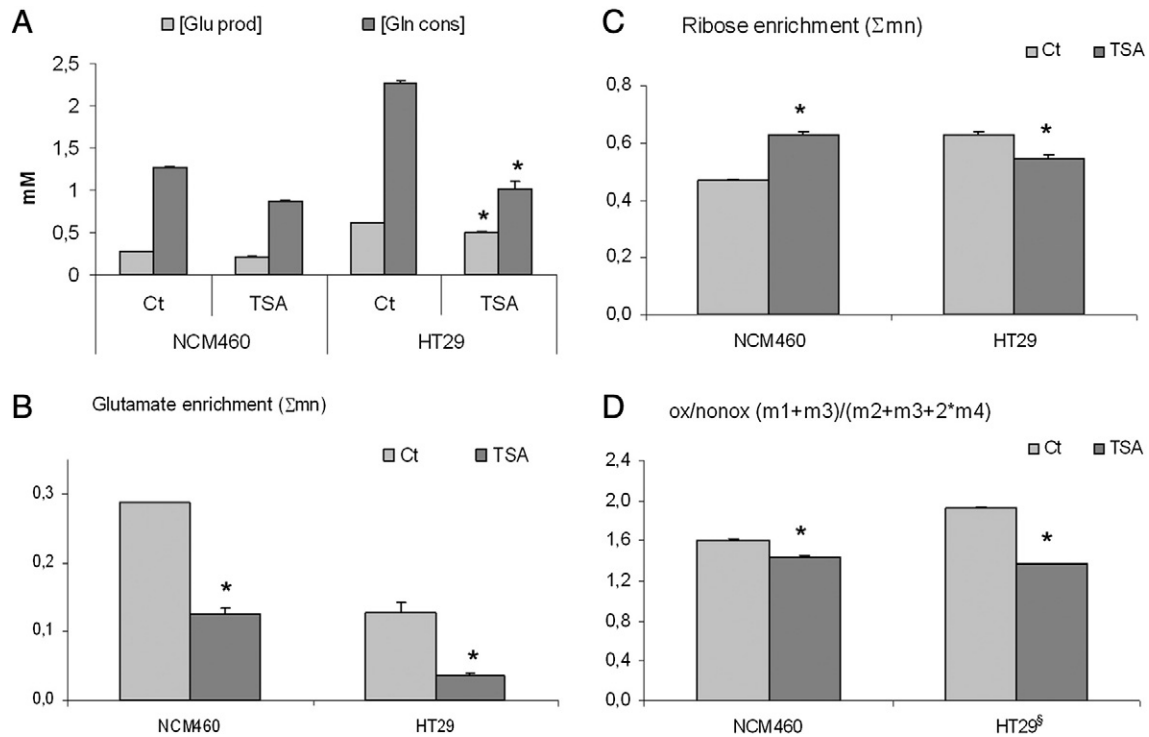 A
[Glu prod] [Gln cons]
mM
2,5
2
1,5
1
0,5
0
* *
Ct TSA Ct TSA
NCM460 HT29
B
Glutamate enrichment (Σmn)
Ct TSA
0,3
0,2
0,1
0,0
* *
NCM460 HT29
C
Ribose enrichment (Σmn)
Ct TSA
0,8
0,6
0,4
0,2
0,0
* *
NCM460 HT29
D
ox/nonox (m1+m3)/(m2+m3+2*m4)
Ct TSA
2,4
2,0
1,6
1,2
0,8
0,4
0,0
* *
NCM460 HT29§